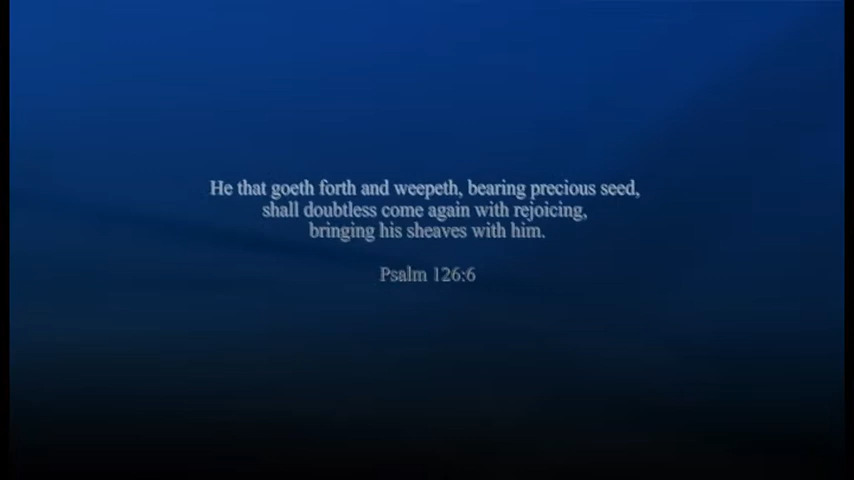 He that goeth forth and weepeth, bearing precious seed,
shall doubtless come again with rejoicing,
bringing his sheaves with him.
Psalm 126:6